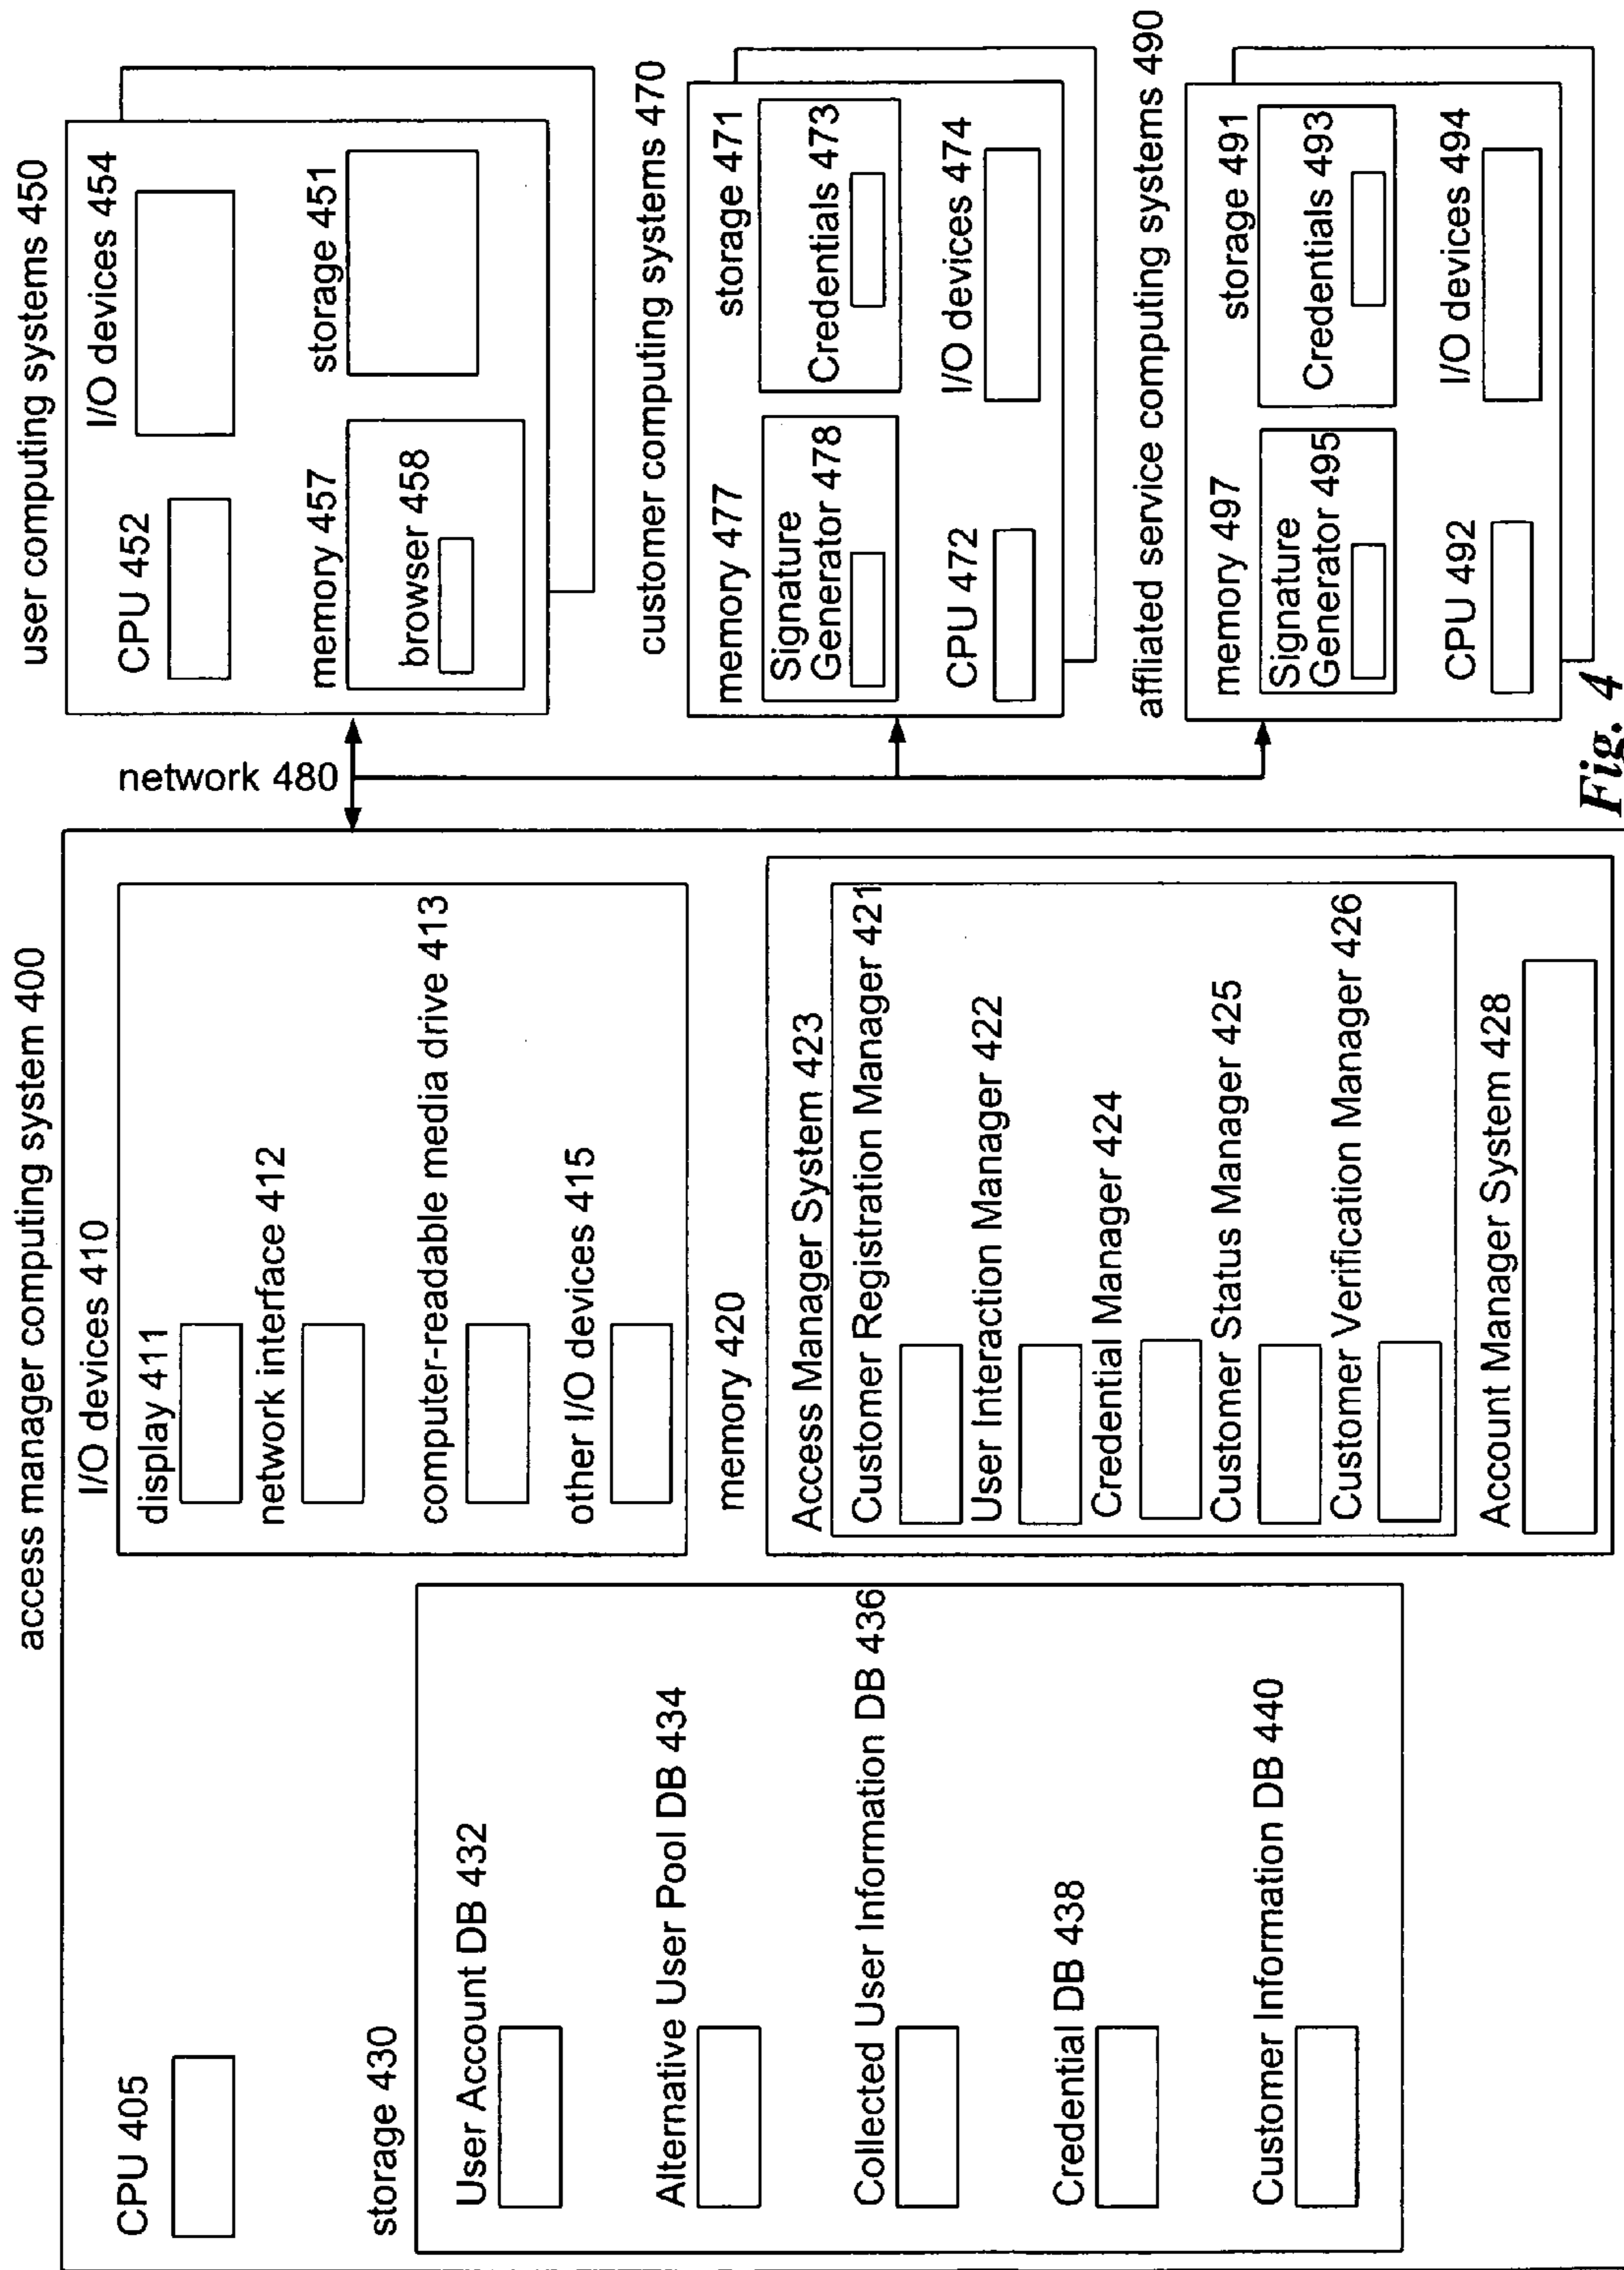 access manager computing system 400
CPU 405
storage 430
User Account DB 432
Alternative User Pool DB 434
Collected User Information DB 436
Credential DB 438
Customer Information DB 440
I/O devices 410
display 411
network interface 412
computer-readable media drive 413
other I/O devices 415
memory 420
Access Manager System 423
Customer Registration Manager 421
User Interaction Manager 422
Credential Manager 424
Customer Status Manager 425
Customer Verification Manager 426
Account Manager System 428
network 480
user computing systems 450
CPU 452
I/O devices 454
memory 457
browser 458
storage 451
customer computing systems 470
memory 477
Signature
Generator 478
storage 471
Credentials 473
CPU 472
I/O devices 474
affiliated service computing systems 490
memory 497
Signature
Generator 495
storage 491
Credentials 493
CPU 492
I/O devices 494
Fig. 4